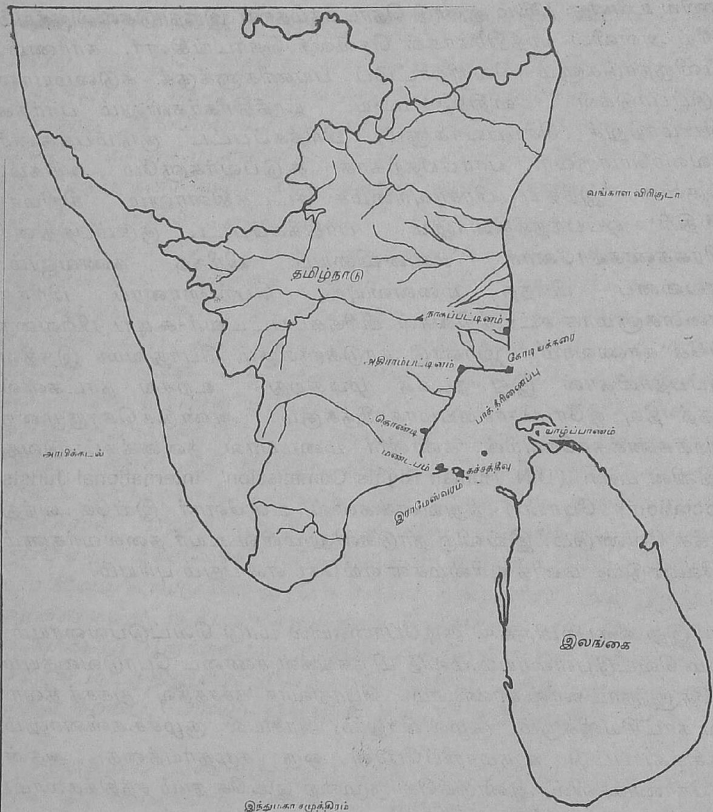 வங்காள விரிகுடா
தமிழ்நாடு
நாகப்பட்டினம்
கோடியக்கரை
அதிராம்பட்டினம்
பாக் நீரிணைப்பு
தொண்டி
யாழ்ப்பாணம்
அரபிக்கடல்
மண்டபம்
கச்சத்தீவு
இராமேஸ்வரம்
இலங்கை
இந்துமகா சமுத்திரம்